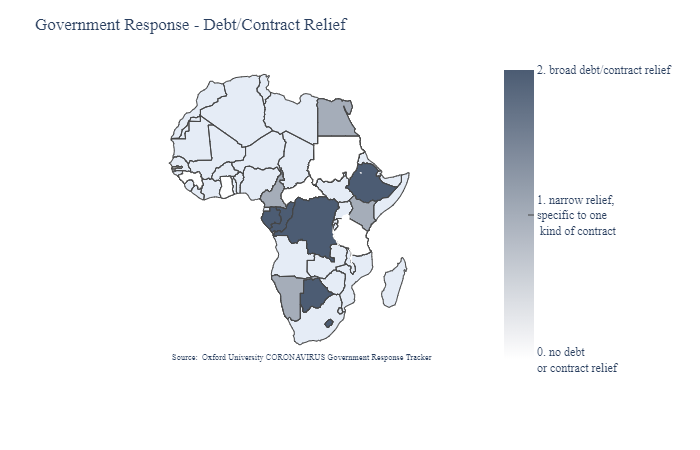 Government Response - Debt/Contract Relief
2. broad debt/contract relief
1. narrow relief,
specific to one
kind of contract
0. no debt
or contract relief
Source: Oxford University CORONAVIRUS Government Response Tracker